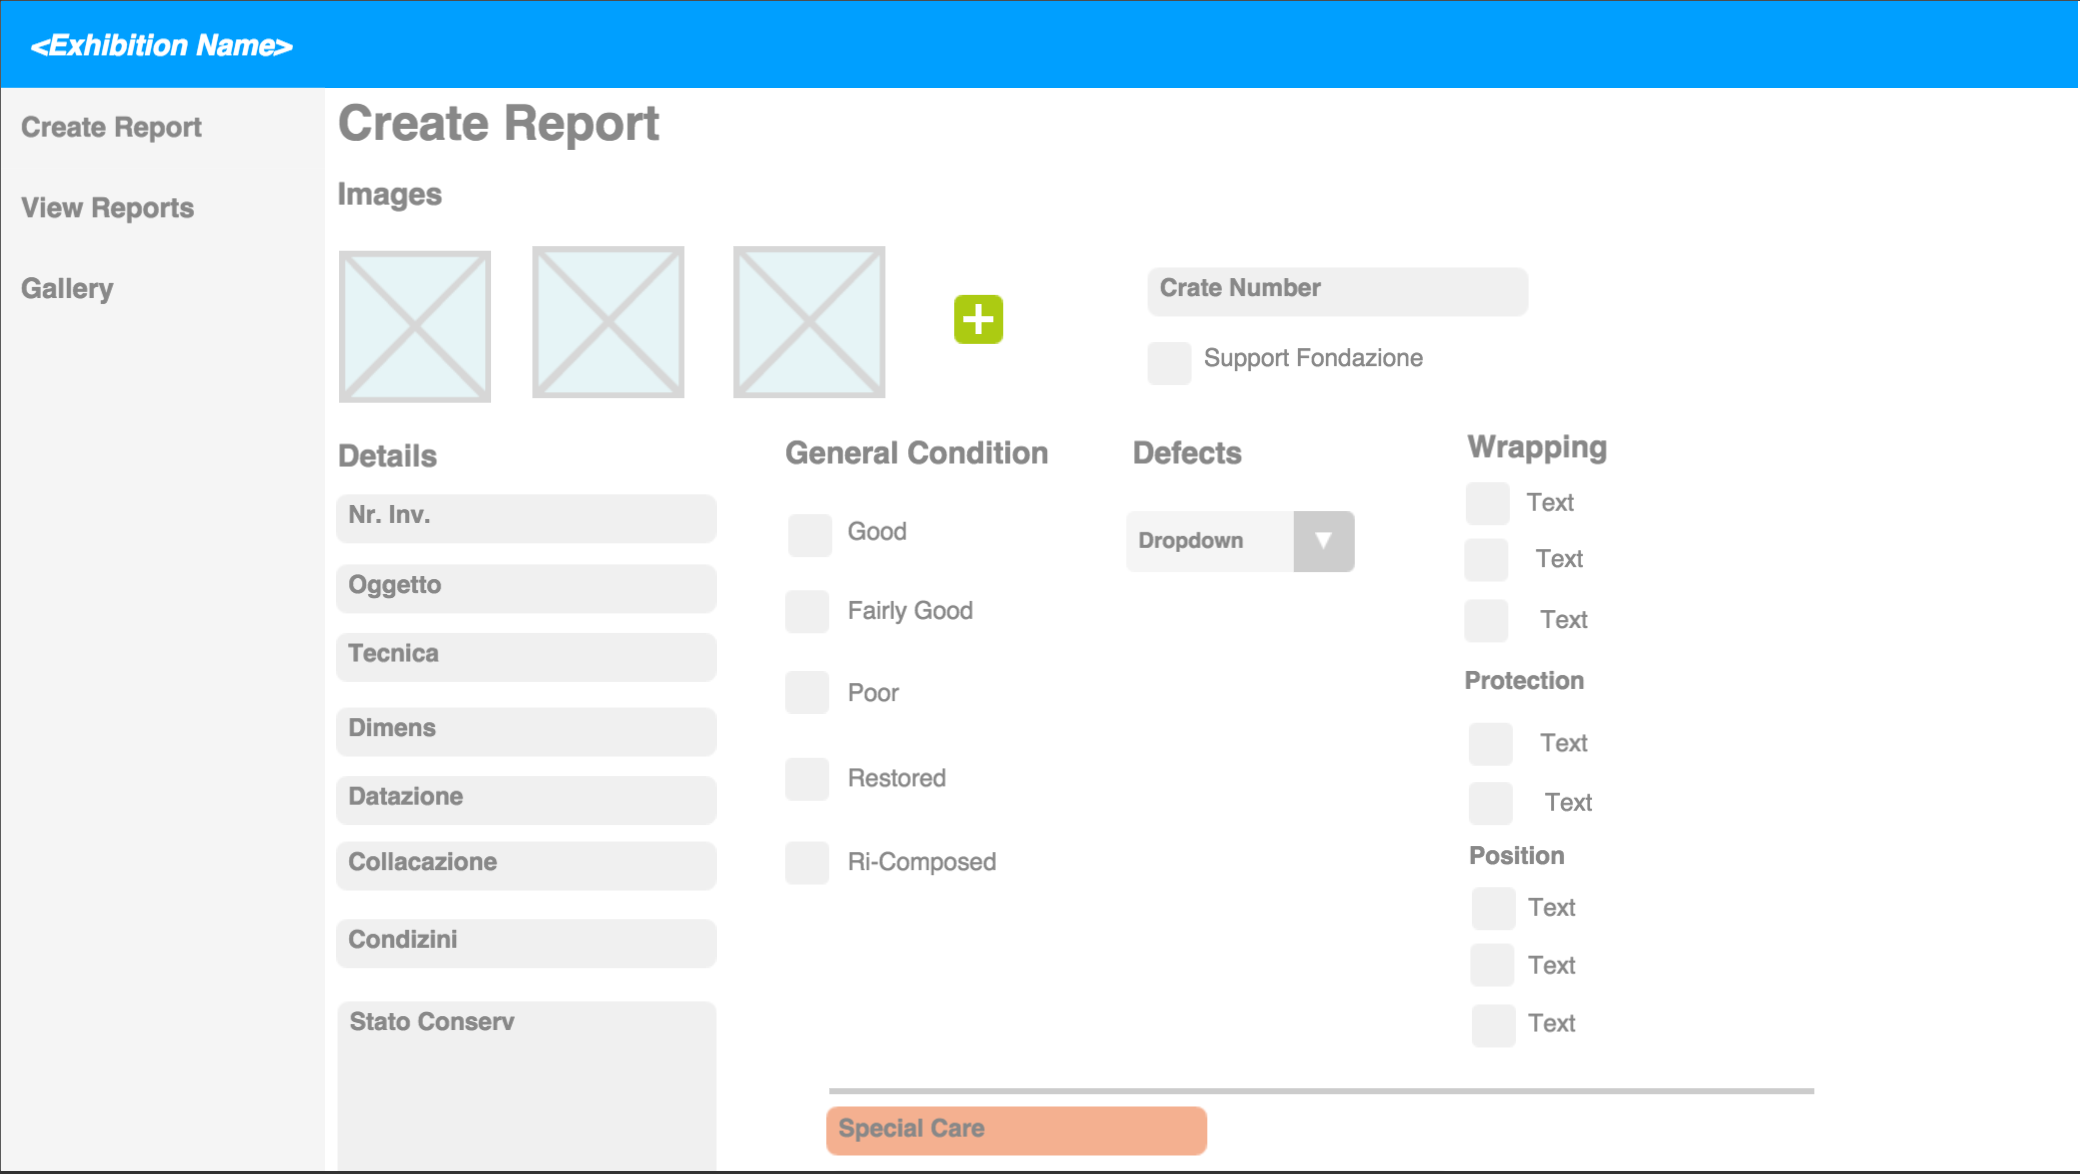 <Exhibition Name>
Create Report
View Reports
Gallery
Create Report
Images
Crate Number
Support Fondazione
Details
Nr. Inv.
Oggetto
Tecnica
Dimens
Datazione
Collacazione
Condizini
Stato Conserv
General Condition
Good
Fairly Good
Poor
Restored
Ri-Composed
Defects
Dropdown
Wrapping
Text
Text
Text
Protection
Text
Text
Position
Text
Text
Text
Special Care